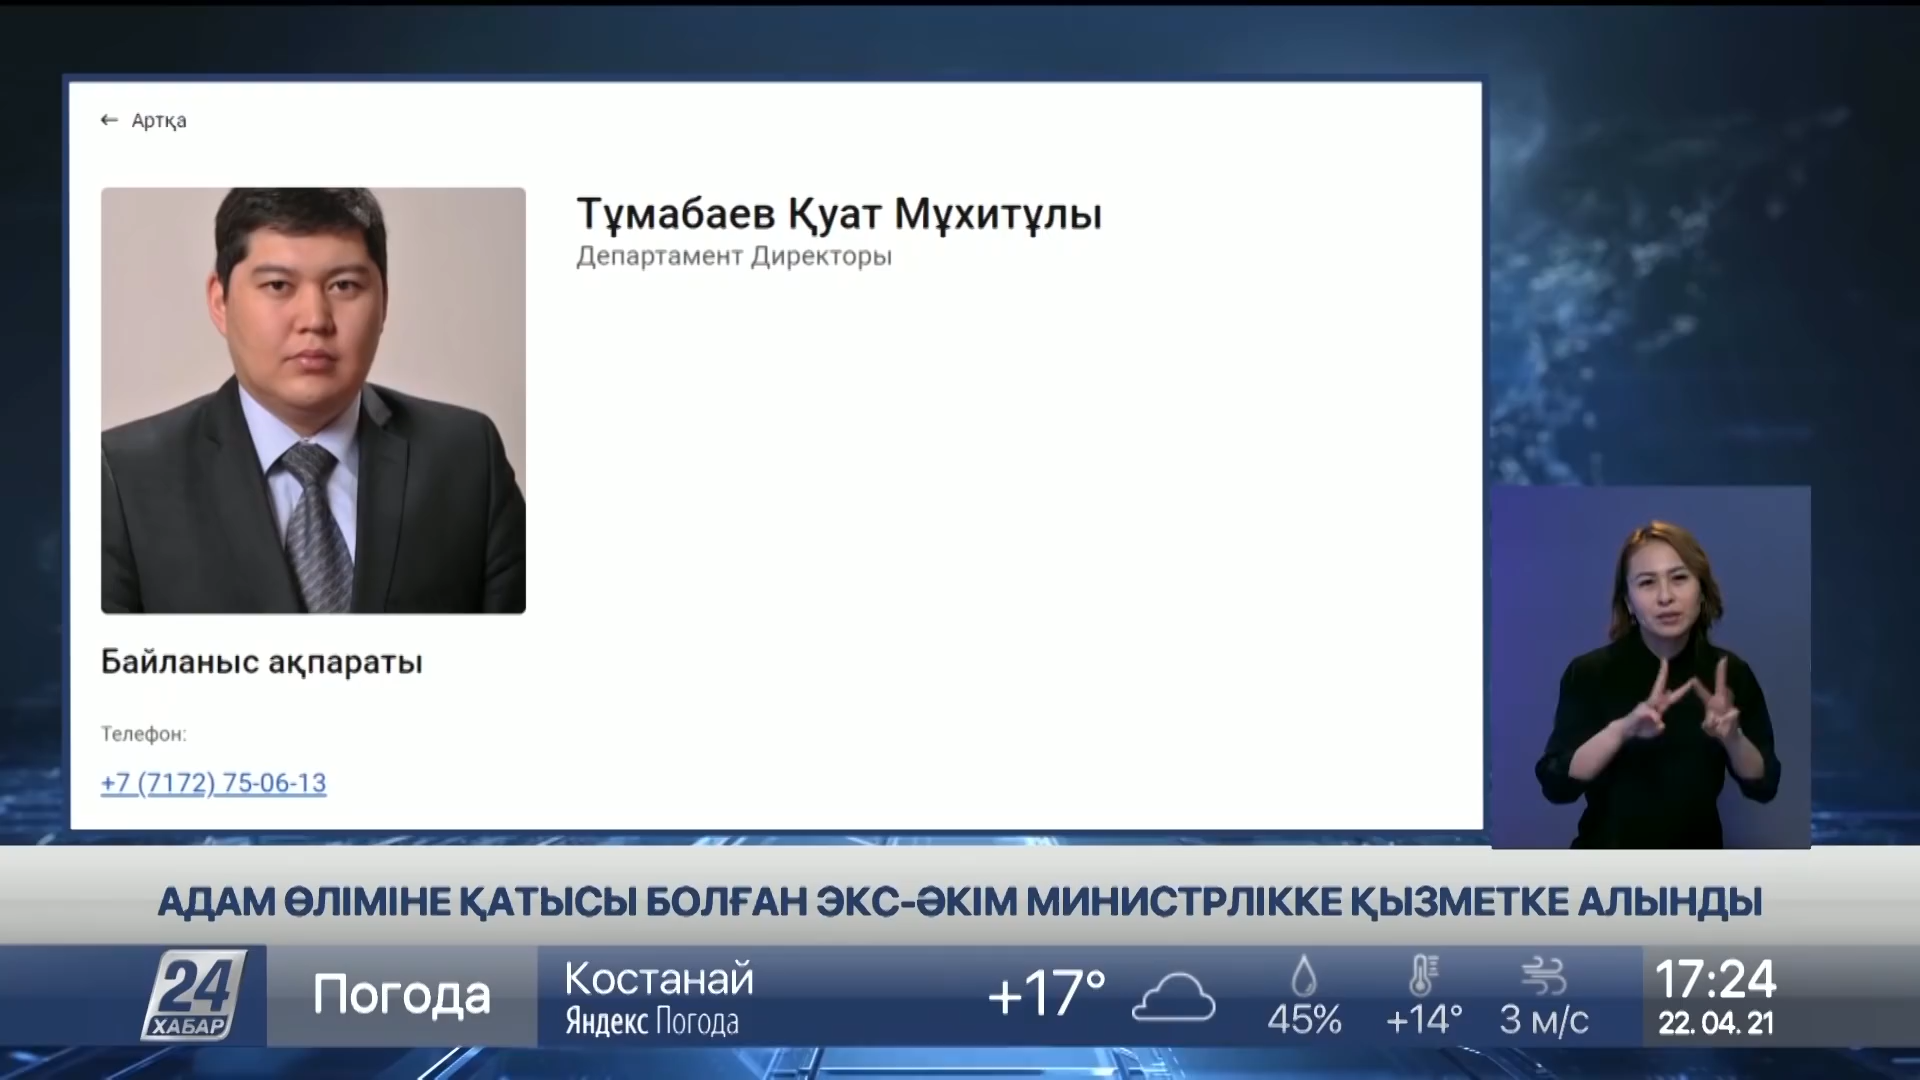 ← Артқа
Тұмабаев Қуат Мұхитұлы
Департамент Директоры
Байланыс ақпараты
Телефон:
+7 (7172) 75-06-13
АДАМ ӨЛІМІНЕ ҚАТЫСЫ БОЛҒАН ЭКС-ӘКІМ МИНИСТРЛІККЕ ҚЫЗМЕТКЕ АЛЫНДЫ
24
ХАБАР
Погода
Костанай
Яндекс Погода
+17°
45%
+14°
3 м/с
17:24
22. 04. 21